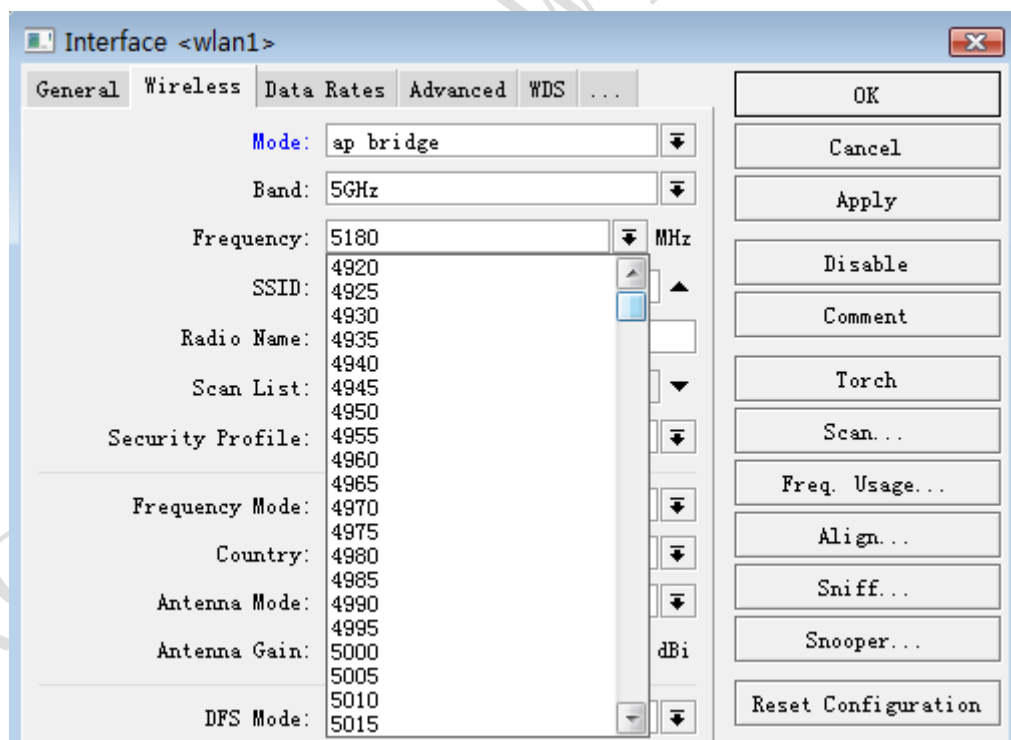 Interface <wlan1>
General Wireless Data Rates Advanced WDS ...
Mode: ap bridge
Band: 5GHz
Frequency: 5180 MHz
4920
4925
4930
4935
4940
4945
4950
4955
4960
4965
4970
4975
4980
4985
4990
4995
5000
5005
5010
5015
SSID:
Radio Name:
Scan List:
Security Profile:
Frequency Mode:
Country:
Antenna Mode:
Antenna Gain: dBi
DFS Mode:
OK
Cancel
Apply
Disable
Comment
Torch
Scan...
Freq. Usage...
Align...
Sniff...
Snooper...
Reset Configuration